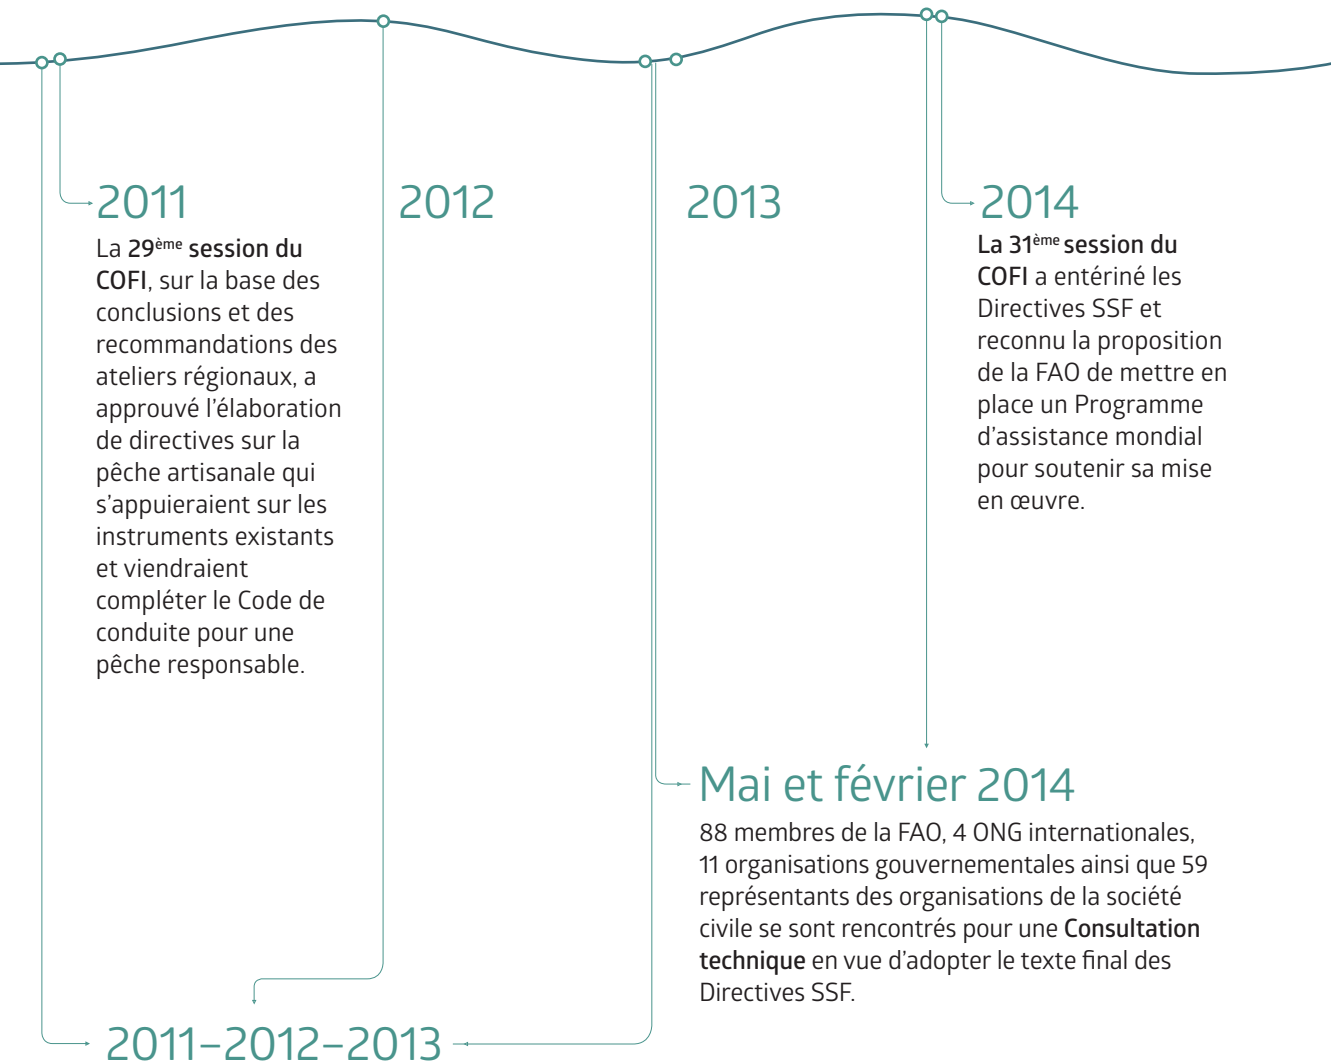 2011
La 29ème session du
COFI, sur la base des
conclusions et des
recommandations des
ateliers régionaux, a
approuvé l’élaboration
de directives sur la
pêche artisanale qui
s’appuieraient sur les
instruments existants
et viendraient
compléter le Code de
conduite pour une
pêche responsable.
2012
2013
2014
La 31ème session du
COFI a entériné les
Directives SSF et
reconnu la proposition
de la FAO de mettre en
place un Programme
d’assistance mondial
pour soutenir sa mise
en œuvre.
Mai et février 2014
88 membres de la FAO, 4 ONG internationales,
11 organisations gouvernementales ainsi que 59
représentants des organisations de la société
civile se sont rencontrés pour une Consultation
technique en vue d’adopter le texte final des
Directives SSF.
2011–2012–2013